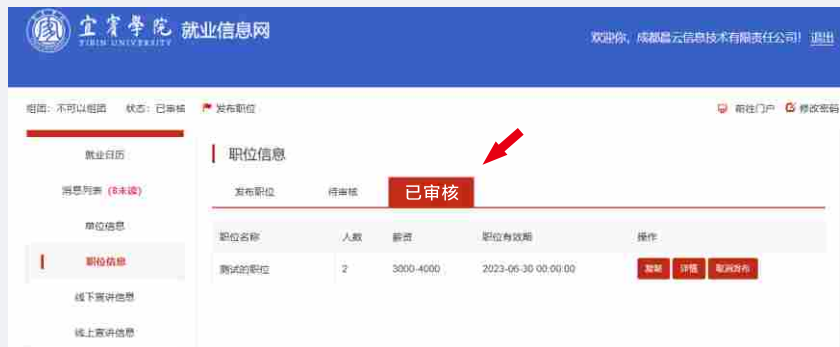 宜宾学院 就业信息网
YIBIN UNIVERSITY
欢迎你，成都晨云信息技术有限责任公司！ 退出
组团：不可以组团 状态：已审核 发布职位
前往门户 修改密码
就业日历
消息列表 (8未读)
单位信息
职位信息
线下宣讲信息
线上宣讲信息
职位信息
发布职位 待审核 已审核
职位名称 人数 薪资 职位有效期 操作
测试的职位 2 3000-4000 2023-06-30 00:00:00 复制 详情 取消发布